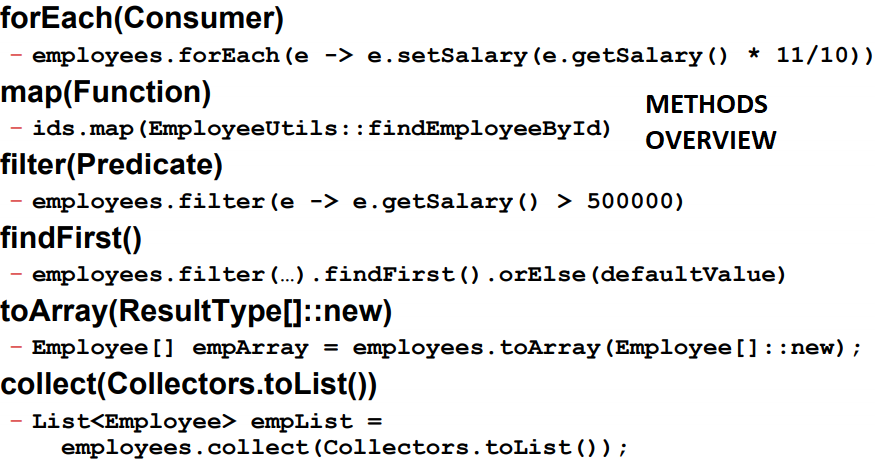 forEach(Consumer)
– employees.forEach(e -> e.setSalary(e.getSalary() * 11/10))
map(Function)
– ids.map(EmployeeUtils::findEmployeeById)
METHODS
OVERVIEW
filter(Predicate)
– employees.filter(e -> e.getSalary() > 500000)
findFirst()
– employees.filter(…).findFirst().orElse(defaultValue)
toArray(ResultType[]::new)
– Employee[] empArray = employees.toArray(Employee[]::new);
collect(Collectors.toList())
– List<Employee> empList =
employees.collect(Collectors.toList());